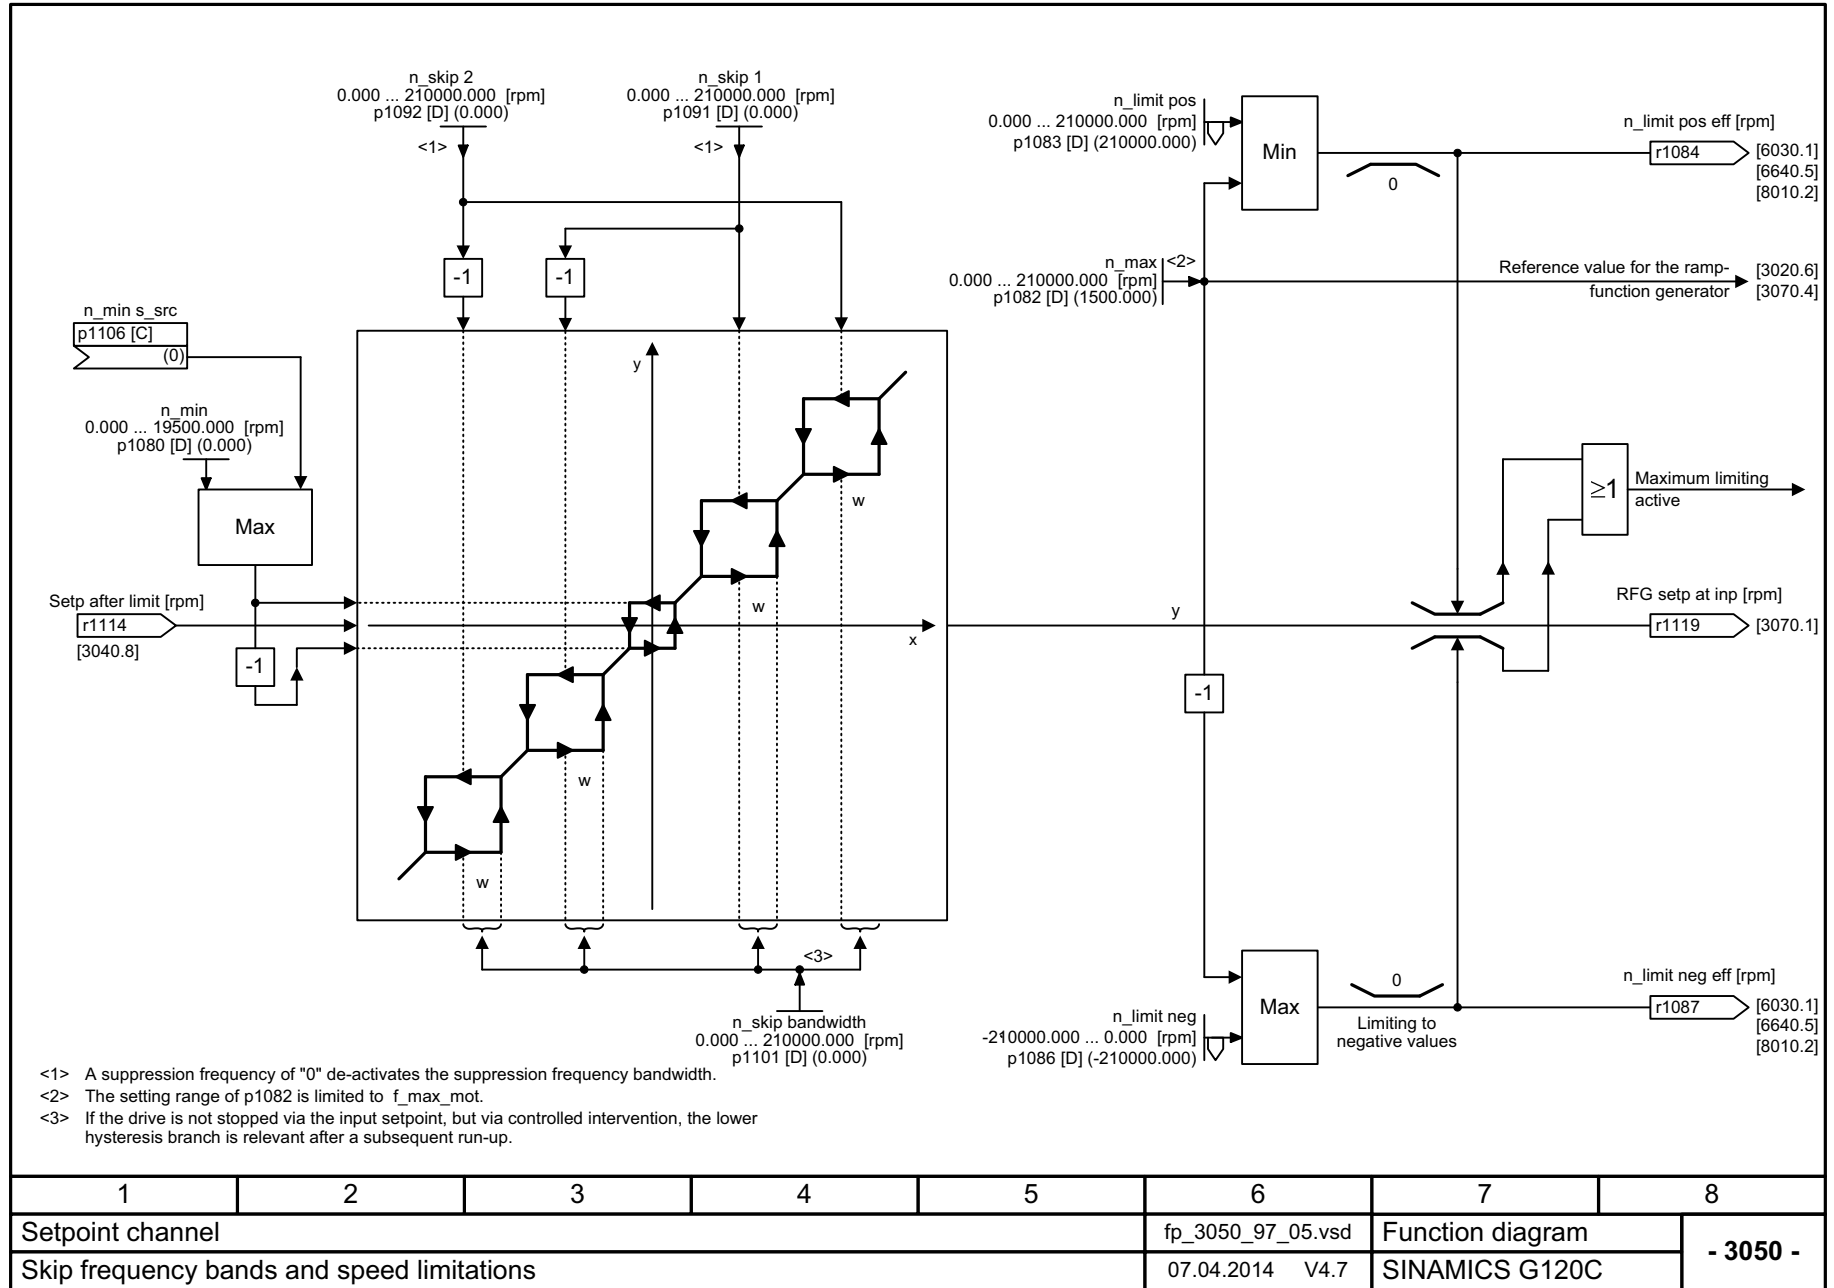 n_skip 2
0.000 ... 210000.000 [rpm]
p1092 [D] (0.000)
<1>
n_skip 1
0.000 ... 210000.000 [rpm]
p1091 [D] (0.000)
<1>
n_limit pos
0.000 ... 210000.000 [rpm]
p1083 [D] (210000.000)
Min
0
n_limit pos eff [rpm]
r1084
[6030.1]
[6640.5]
[8010.2]
-1
-1
n_max
<2>
0.000 ... 210000.000 [rpm]
p1082 [D] (1500.000)
Reference value for the ramp-
function generator
[3020.6]
[3070.4]
n_min s_src
p1106 [C]
(0)
n_min
0.000 ... 19500.000 [rpm]
p1080 [D] (0.000)
Max
y
w
w
w
w
x
Setp after limit [rpm]
r1114
[3040.8]
-1
y
-1
≥1
Maximum limiting
active
RFG setp at inp [rpm]
r1119
[3070.1]
<3>
n_skip bandwidth
0.000 ... 210000.000 [rpm]
p1101 [D] (0.000)
n_limit neg
-210000.000 ... 0.000 [rpm]
p1086 [D] (-210000.000)
Max
0
Limiting to
negative values
n_limit neg eff [rpm]
r1087
[6030.1]
[6640.5]
[8010.2]
<1> A suppression frequency of "0" de-activates the suppression frequency bandwidth.
<2> The setting range of p1082 is limited to f_max_mot.
<3> If the drive is not stopped via the input setpoint, but via controlled intervention, the lower
hysteresis branch is relevant after a subsequent run-up.
1 2 3 4 5 6 7 8
Setpoint channel
fp_3050_97_05.vsd
Function diagram
- 3050 -
Skip frequency bands and speed limitations
07.04.2014 V4.7
SINAMICS G120C